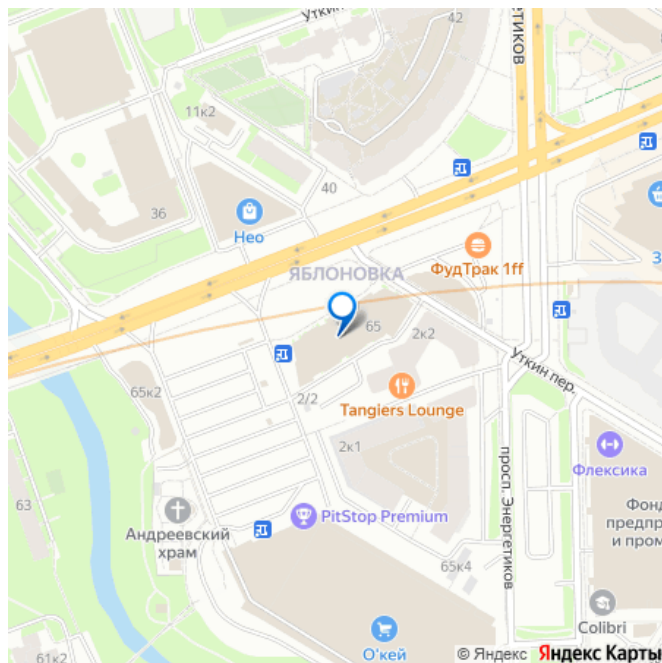 Уткин
42
11к2
40
36
Нео
ЯБЛОНОВКА
ФудТрак 1ff
65
2к2
Уткин пер.
65к2
2/2
Tangiers Lounge
2к1
просп. Энергетиков
Флексика
63
Андреевский
храм
PitStop Premium
Фонд
предпр
и пром
65к4
Colibri
О'кей
61к2
© Яндекс Яндекс Карты